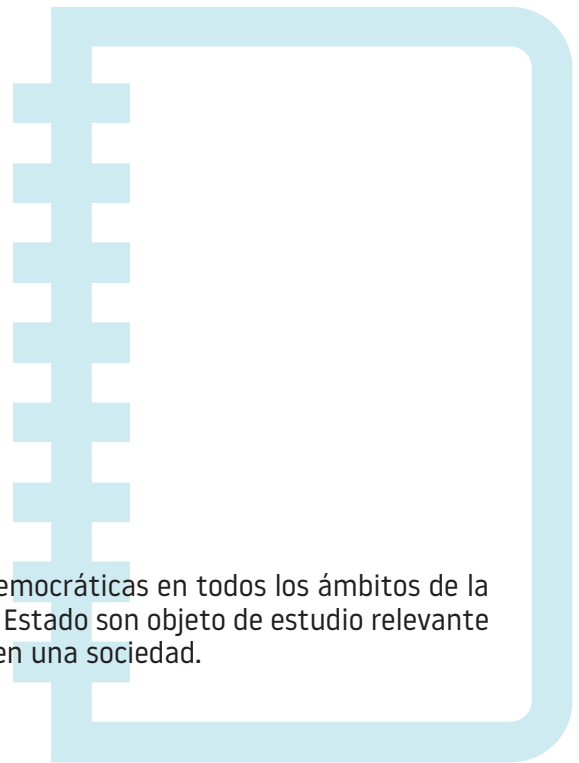 emocráticas en todos los ámbitos de la
Estado son objeto de estudio relevante
en una sociedad.